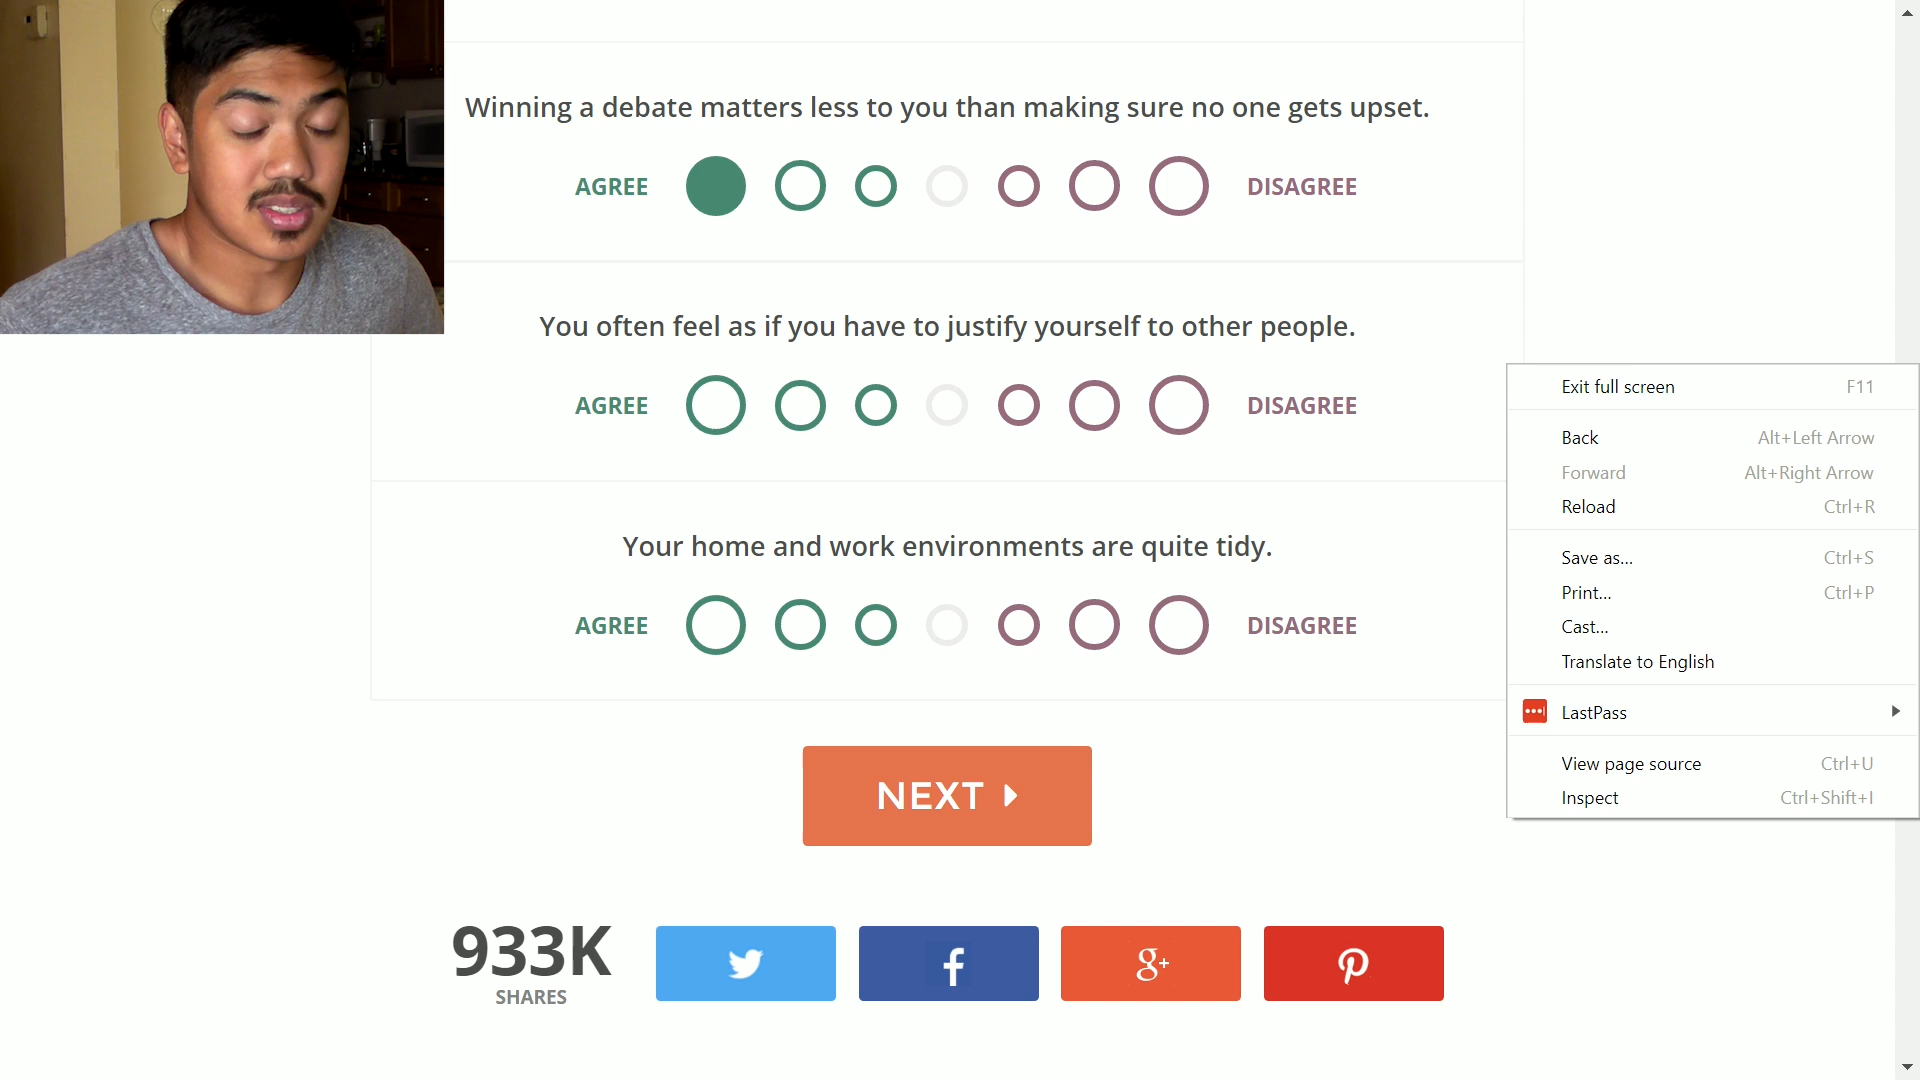 Winning a debate matters less to you than making sure no one gets upset.
AGREE DISAGREE
You often feel as if you have to justify yourself to other people.
AGREE DISAGREE
Your home and work environments are quite tidy.
AGREE DISAGREE
NEXT
933K
SHARES
g+
Exit full screen F11
Back Alt+Left Arrow
Forward Alt+Right Arrow
Reload Ctrl+R
Save as... Ctrl+S
Print... Ctrl+P
Cast...
Translate to English
LastPass
View page source Ctrl+U
Inspect Ctrl+Shift+I